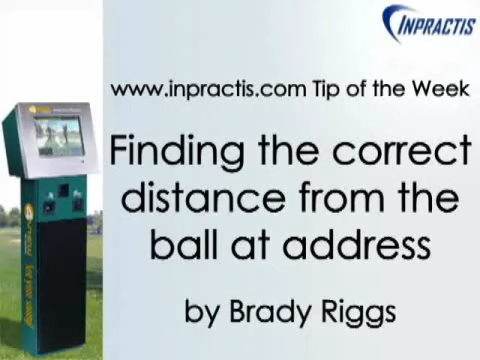 INPRACTIS
www.inpractis.com Tip of the Week
Finding the correct
distance from the
ball at address
by Brady Riggs